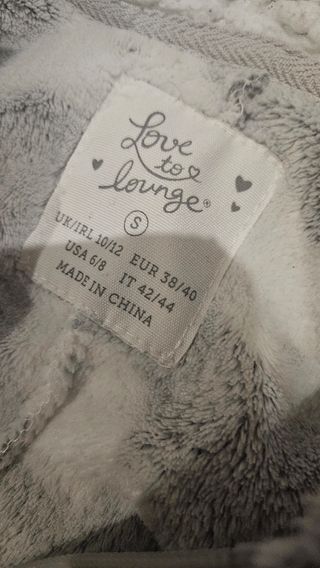 Love
to
lounge®
S
UK/IRL 10/12 EUR 38/40
USA 6/8 IT 42/44
MADE IN CHINA